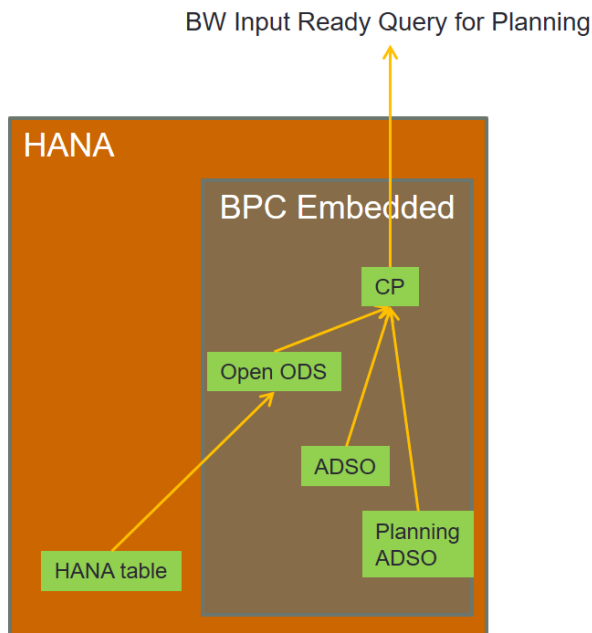 BW Input Ready Query for Planning
HANA
BPC Embedded
CP
Open ODS
ADSO
Planning
ADSO
HANA table